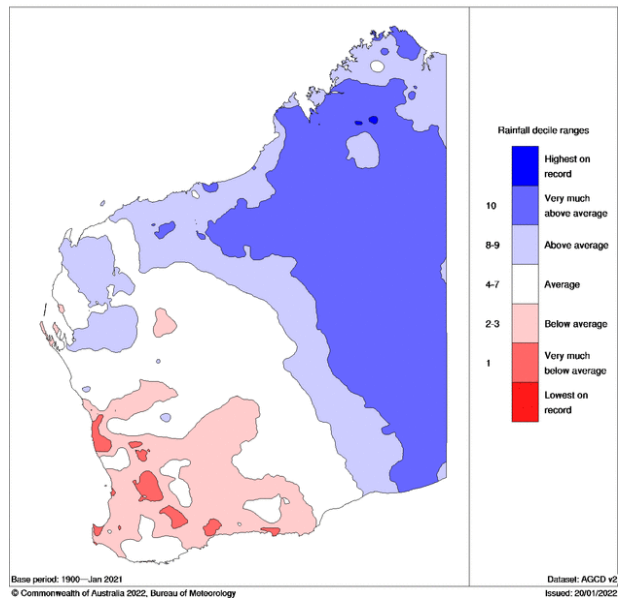 Rainfall decile ranges
Highest on
record
10
Very much
above average
8-9
Above average
4-7
Average
2-3
Below average
1
Very much
below average
Lowest on
record
Base period: 1900—Jan 2021
Dataset: AGCD v2
© Commonwealth of Australia 2022, Bureau of Meteorology
Issued: 20/01/2022